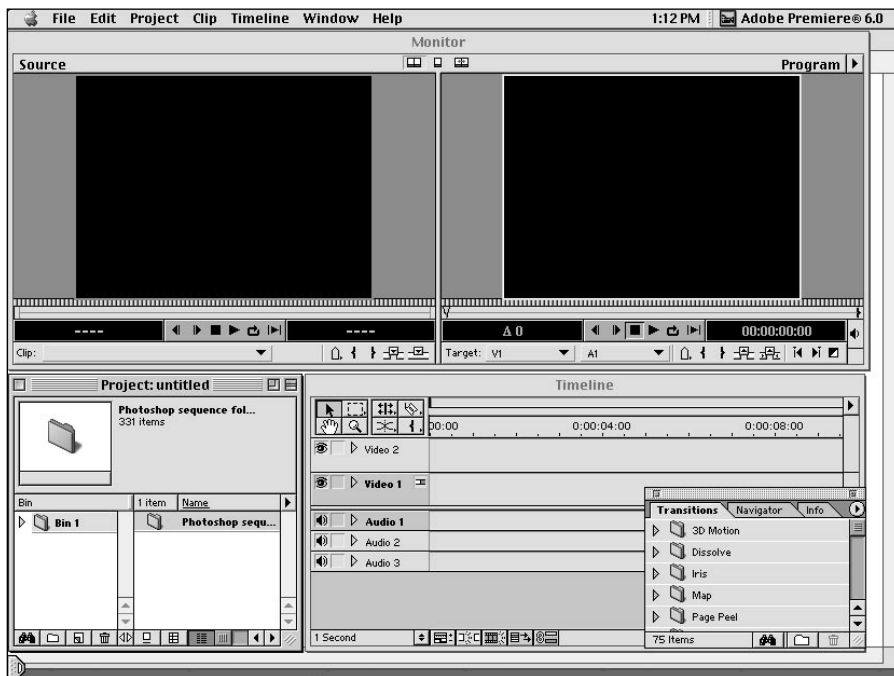 File Edit Project Clip Timeline Window Help 1:12 PM Adobe Premiere® 6.0
Monitor
Source Program
---- ---- Δ 0 00:00:00:00
Clip: Target: V1 A1
Project: untitled
Photoshop sequence fol...
331 items
Bin 1 item Name
Bin 1 Photoshop sequ...
Timeline
00:00 0:00:04:00 0:00:08:00
Video 2
Video 1
Audio 1
Audio 2
Audio 3
1 Second
Transitions Navigator Info
3D Motion
Dissolve
Iris
Map
Page Peel
75 Items